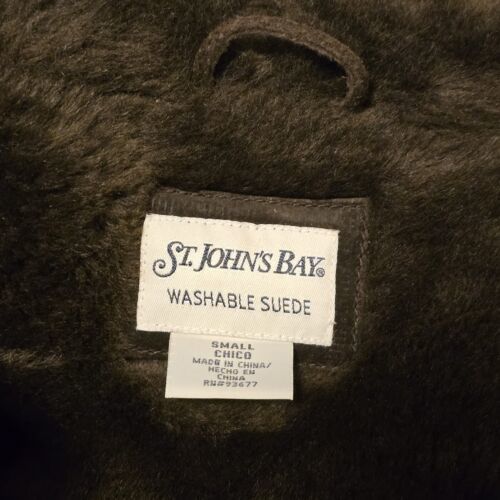 ST. JOHN'S BAY®
WASHABLE SUEDE
SMALL
CHICO
MADE IN CHINA/
HECHO EN
CHINA
RN#93677